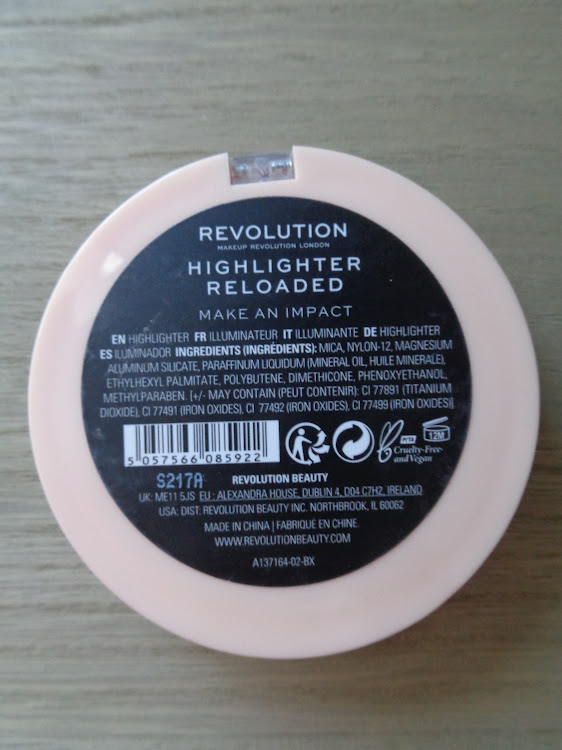 REVOLUTION
MAKEUP REVOLUTION LONDON
HIGHLIGHTER
RELOADED
MAKE AN IMPACT
EN HIGHLIGHTER FR ILLUMINATEUR IT ILLUMINANTE DE HIGHLIGHTER
ES ILUMINADOR INGREDIENTS (INGRÉDIENTS): MICA, NYLON-12, MAGNESIUM
ALUMINUM SILICATE, PARAFFINUM LIQUIDUM (MINERAL OIL, HUILE MINERALE),
ETHYLHEXYL PALMITATE, POLYBUTENE, DIMETHICONE, PHENOXYETHANOL,
METHYLPARABEN. [+/- MAY CONTAIN (PEUT CONTENIR): CI 77891 (TITANIUM
DIOXIDE), CI 77491 (IRON OXIDES), CI 77492 (IRON OXIDES), CI 77499 (IRON OXIDES)]
5 057566 085922
PETA
Cruelty-Free
and Vegan
12M
S217A
REVOLUTION BEAUTY
UK: ME11 5JS EU: ALEXANDRA HOUSE, DUBLIN 4, D04 C7H2, IRELAND
USA: DIST. REVOLUTION BEAUTY INC. NORTHBROOK, IL 60062
MADE IN CHINA | FABRIQUÉ EN CHINE.
WWW.REVOLUTIONBEAUTY.COM
A137164-02-BX